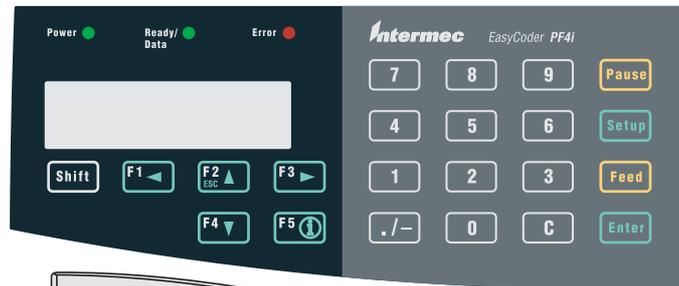 Power Ready/ Data Error
Intermec EasyCoder PF4i
7 8 9 Pause
4 5 6 Setup
Shift F1 F2 ESC F3 1 2 3 Feed
F4 F5 i ./– 0 C Enter